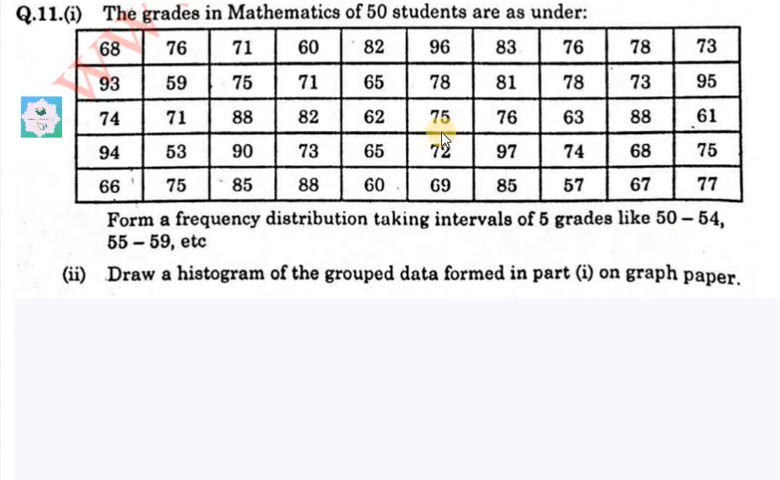 Q.11.(i) The grades in Mathematics of 50 students are as under:
68 76 71 60 82 96 83 76 78 73
93 59 75 71 65 78 81 78 73 95
74 71 88 82 62 75 76 63 88 61
94 53 90 73 65 72 97 74 68 75
66 75 85 88 60 69 85 57 67 77
Form a frequency distribution taking intervals of 5 grades like 50 – 54,
55 – 59, etc
(ii) Draw a histogram of the grouped data formed in part (i) on graph paper.